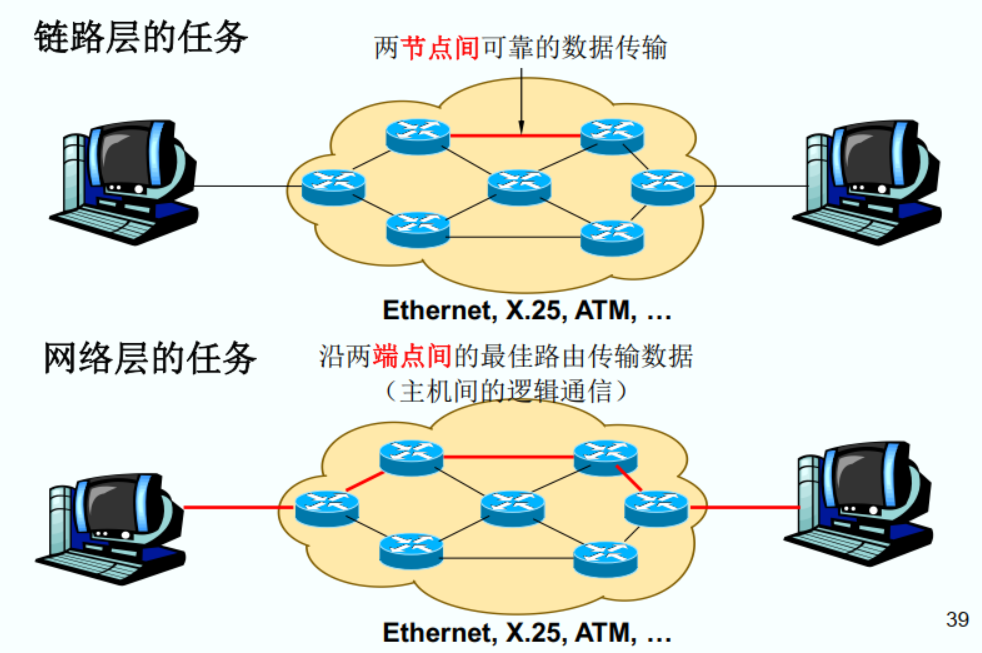 链路层的任务
两节点间可靠的数据传输
Ethernet, X.25, ATM, …
网络层的任务
沿两端点间的最佳路由传输数据
（主机间的逻辑通信）
Ethernet, X.25, ATM, …
39